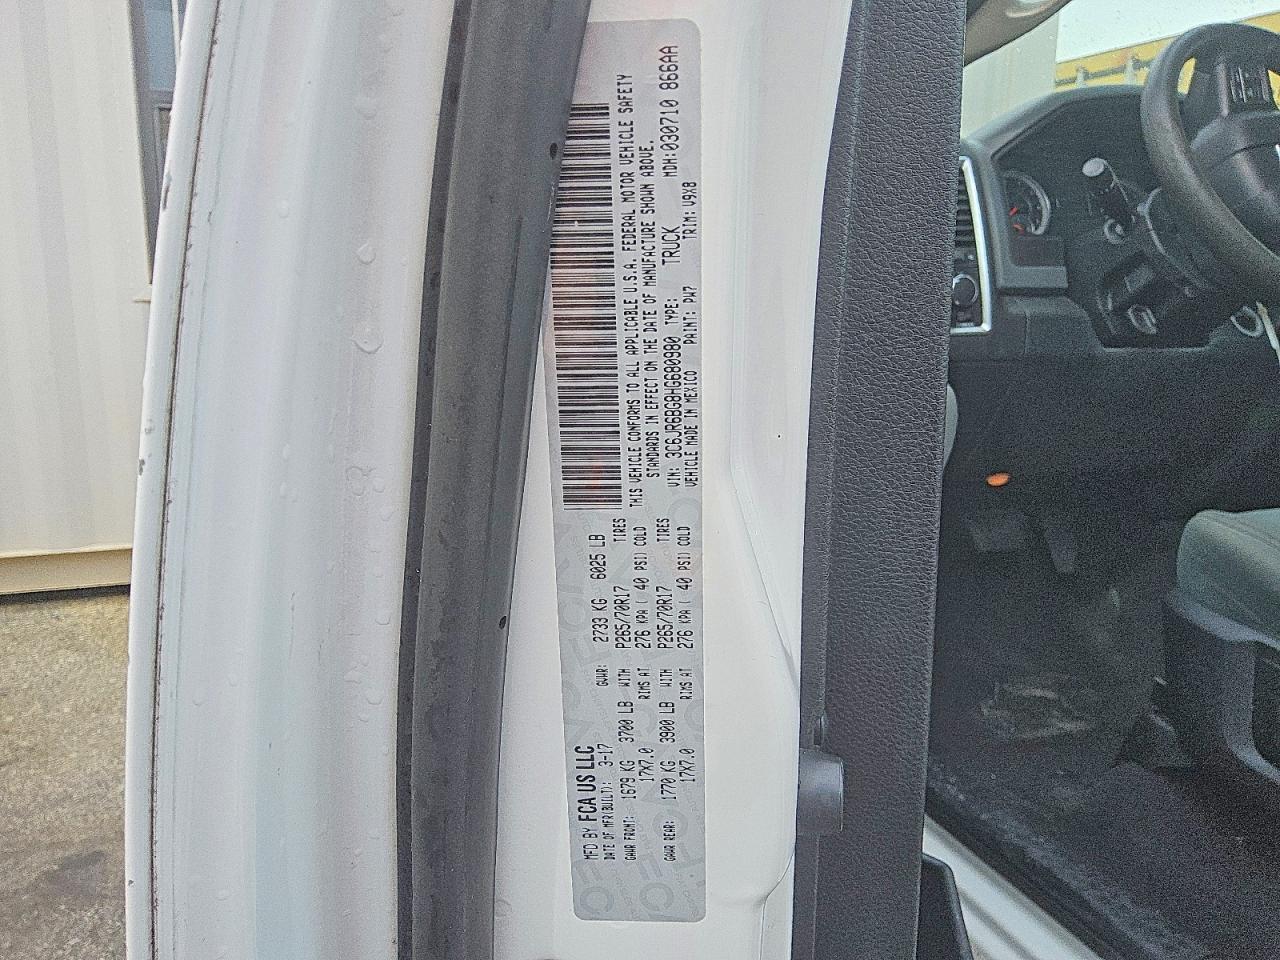 MFD BY FCA US LLC
DATE OF MFR(BUILT): 3-17 GVWR: 2733 KG 6025 LB
GAWR FRONT: 1679 KG 3700 LB WITH P265/70R17 TIRES
17X7.0 RIMS AT 276 KPA ( 40 PSI) COLD
GAWR REAR: 1770 KG 3900 LB WITH P265/70R17 TIRES
17X7.0 RIMS AT 276 KPA ( 40 PSI) COLD
THIS VEHICLE CONFORMS TO ALL APPLICABLE U.S.A. FEDERAL MOTOR VEHICLE SAFETY
STANDARDS IN EFFECT ON THE DATE OF MANUFACTURE SHOWN ABOVE.
VIN: 3C6JR6BG8HG680980 TYPE: TRUCK MDH:030710 866AA
VEHICLE MADE IN MEXICO PAINT: PW7 TRIM: V9X8